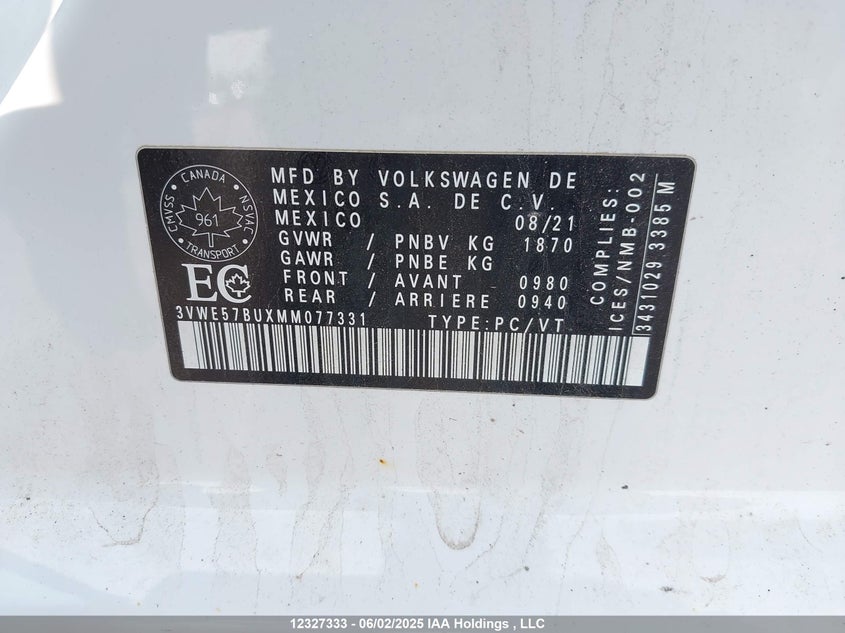 CANADA
CMVSS
961
NSVAC
TRANSPORT
EC
MFD BY VOLKSWAGEN DE
MEXICO S.A. DE C.V.
MEXICO 08/21
GVWR / PNBV KG 1870
GAWR / PNBE KG
FRONT / AVANT 0980
REAR / ARRIERE 0940
3VWE57BUXMM077331 TYPE:PC/VT
COMPLIES:
ICES/NMB-002
34310293385M
12327333 - 06/02/2025 IAA Holdings , LLC